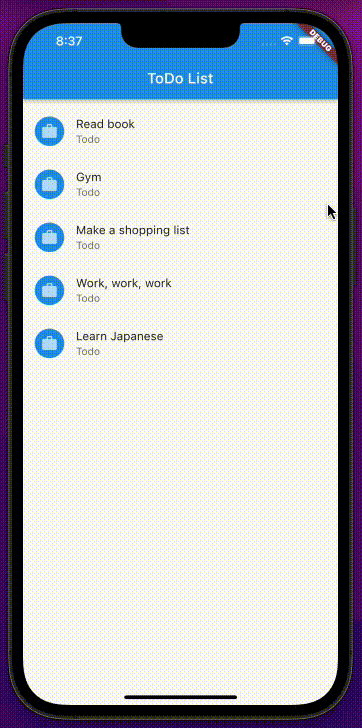 8:37
DEBUG
ToDo List
Read book
Todo
Gym
Todo
Make a shopping list
Todo
Work, work, work
Todo
Learn Japanese
Todo